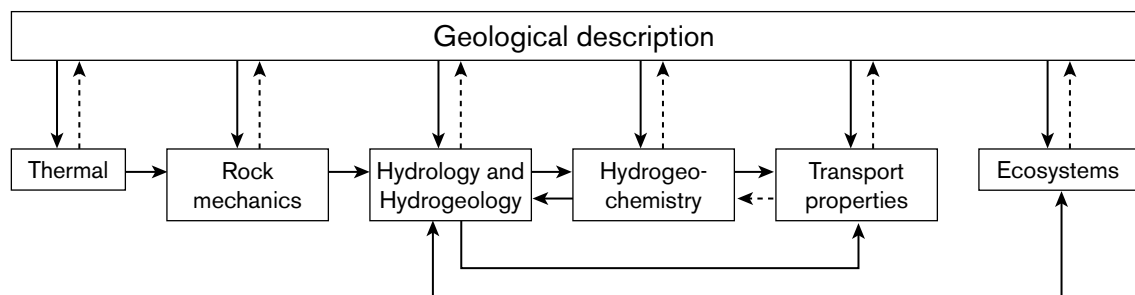 Geological description
Thermal
Rock
mechanics
Hydrology and
Hydrogeology
Hydrogeo-
chemistry
Transport
properties
Ecosystems